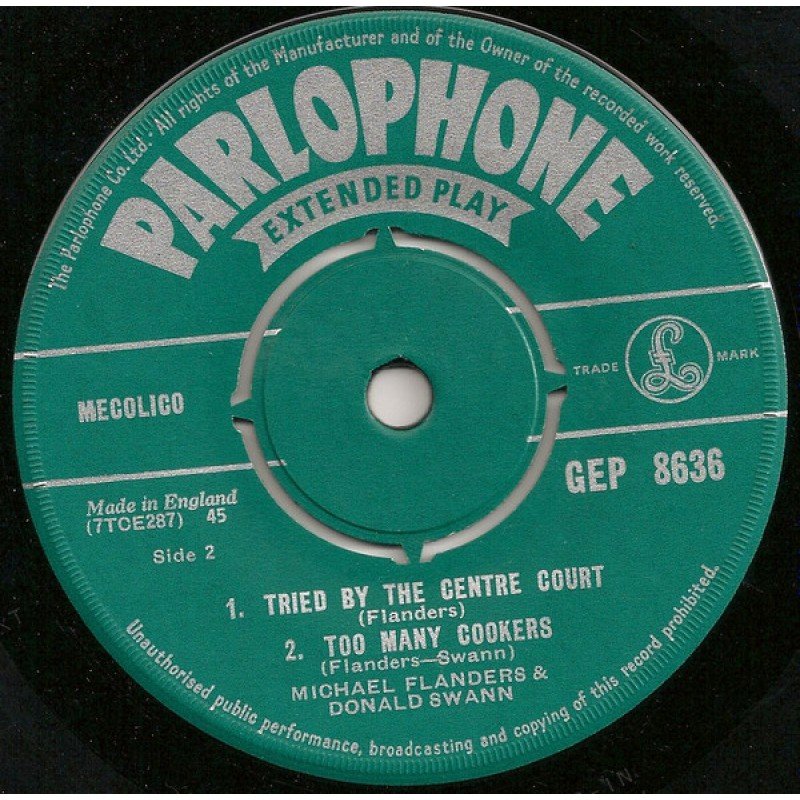 The Parlophone Co. Ltd. All rights of the Manufacturer and of the Owner of the recorded work reserved.
PARLOPHONE
EXTENDED PLAY
TRADE £ MARK
MECOLICO
GEP 8636
Made in England
(7TCE287) 45
Side 2
1. TRIED BY THE CENTRE COURT
(Flanders)
2. TOO MANY COOKERS
(Flanders—Swann)
MICHAEL FLANDERS &
DONALD SWANN
Unauthorised public performance, broadcasting and copying of this record prohibited.